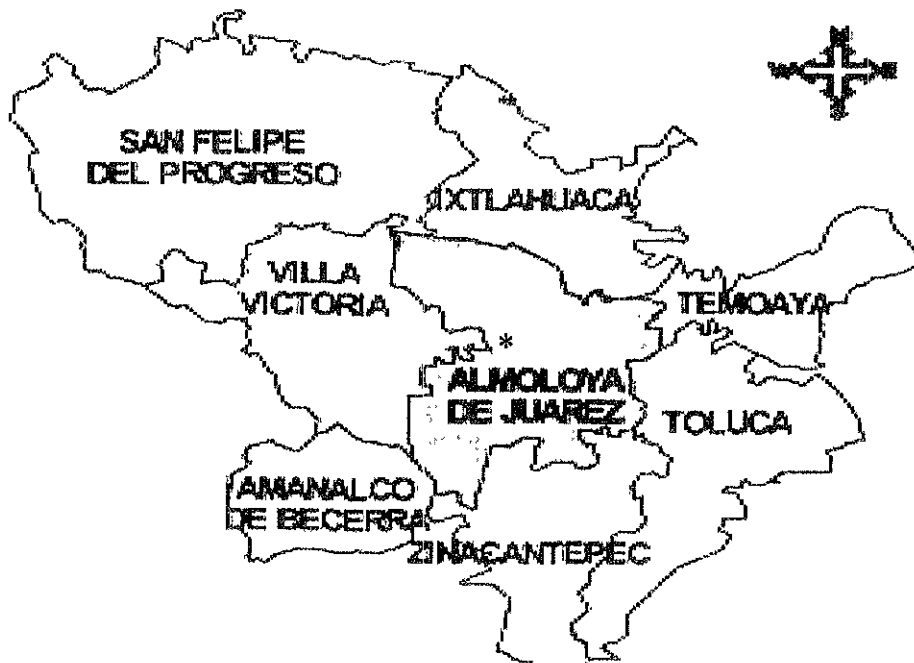 SAN FELIPE
DEL PROGRESO
IXTLAHUACA
VILLA
VICTORIA
TEMOAYA
*
ALMOLOYA
DE JUAREZ
TOLUCA
AMANALCO
DE BECERRA
ZINACANTEPEC